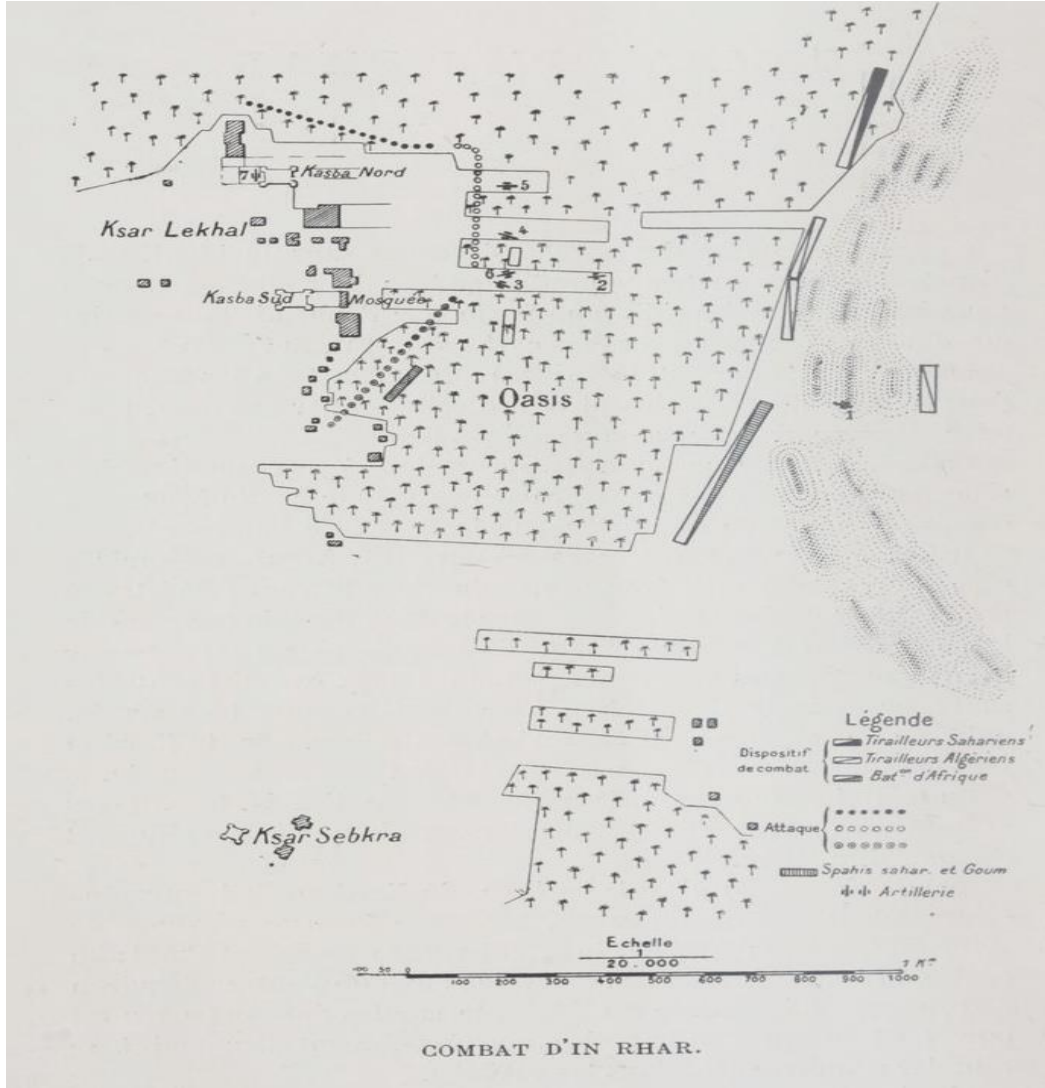 7
Kasba Nord
5
Ksar Lekhal
4
6
3
2
Kasba Sud
Mosquée
Oasis
1
Légende
Dispositif
de combat
Tirailleurs Sahariens
Tirailleurs Algériens
Bat.on d'Afrique
Attaque
Ksar Sebkra
Spahis sahar. et Goum
Artillerie
Echelle
1
20.000
100 50 0 100 200 300 400 500 600 700 800 900 1000
1 Km
COMBAT D'IN RHAR.